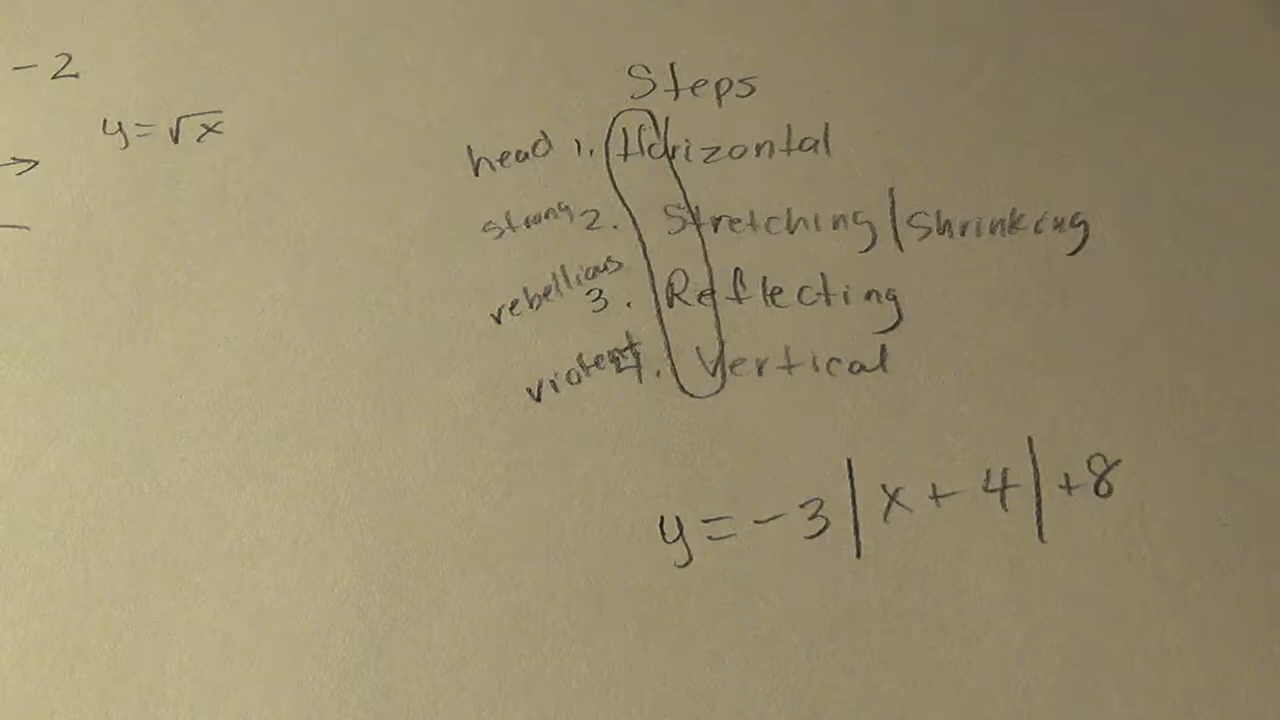 -2
y=√x
→
Steps
head 1. Horizontal
strong 2. Stretching/Shrinking
rebellious 3. Reflecting
violent 4. Vertical
y=-3|x+4|+8